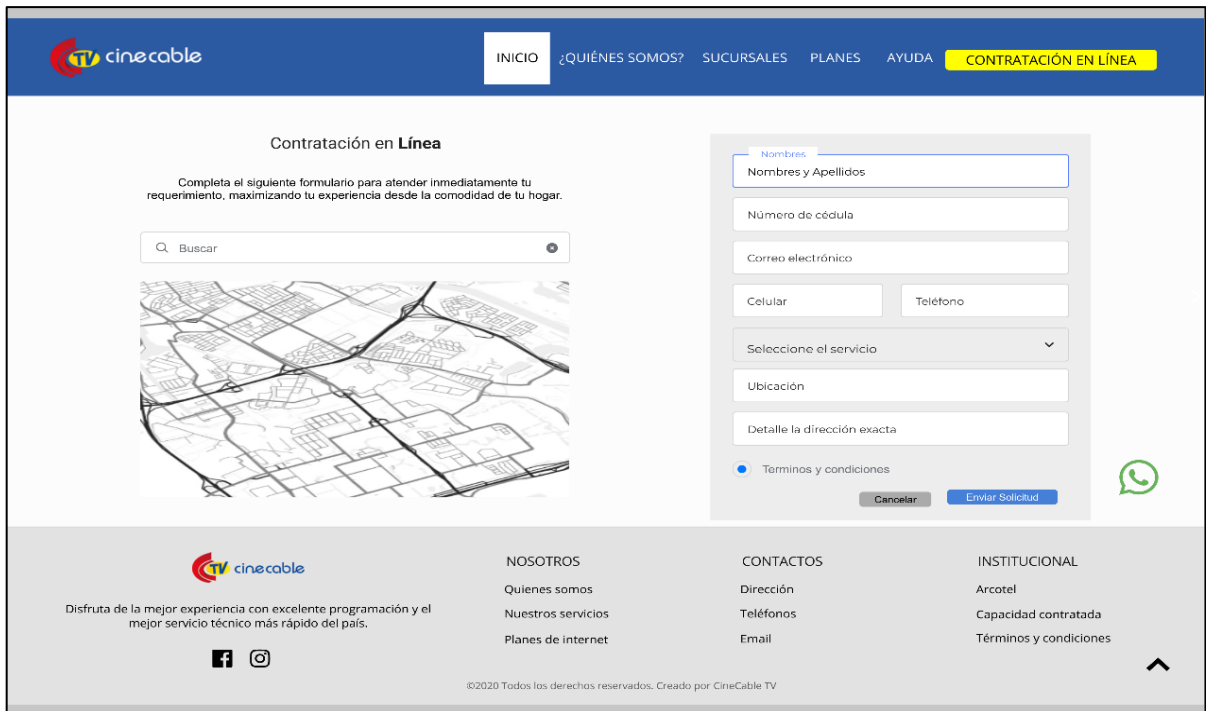 TV cinecable
INICIO
¿QUIÉNES SOMOS?
SUCURSALES
PLANES
AYUDA
CONTRATACIÓN EN LÍNEA
Contratación en Línea
Completa el siguiente formulario para atender inmediatamente tu
requerimiento, maximizando tu experiencia desde la comodidad de tu hogar.
Buscar
Nombres
Nombres y Apellidos
Número de cédula
Correo electrónico
Celular
Teléfono
Seleccione el servicio
Ubicación
Detalle la dirección exacta
Terminos y condiciones
Cancelar
Enviar Solicitud
TV cinecable
Disfruta de la mejor experiencia con excelente programación y el
mejor servicio técnico más rápido del país.
NOSOTROS
Quienes somos
Nuestros servicios
Planes de internet
CONTACTOS
Dirección
Teléfonos
Email
INSTITUCIONAL
Arcotel
Capacidad contratada
Términos y condiciones
©2020 Todos los derechos reservados. Creado por CineCable TV